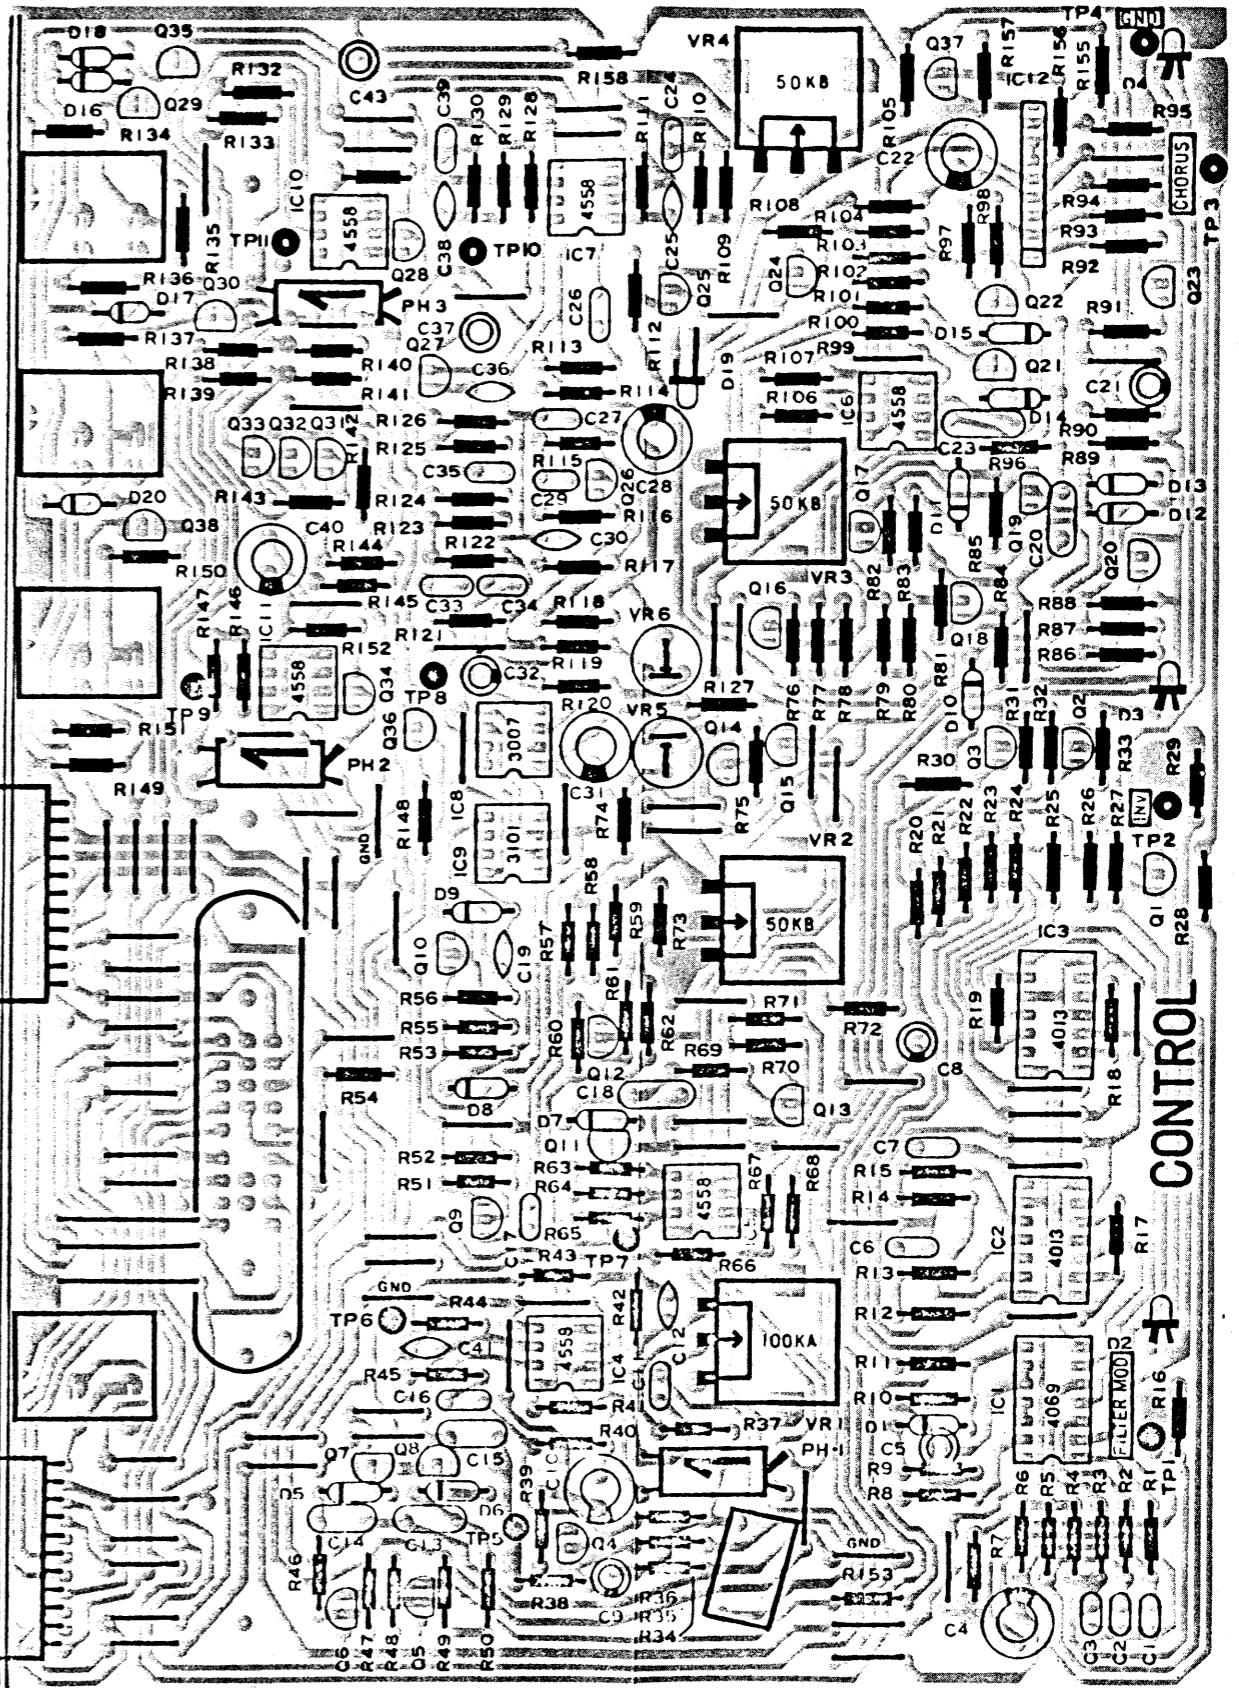 D18
Q35
R158
VR4
50KB
Q37
R157
IC12
R156
TP4
GND
R155
D4
R132
Q29
D16
R134
R133
C43
C39
R130
R129
R128
R111
C24
R110
R105
C22
R95
CHORUS
TP3
IC10
4558
TP11
R135
Q28
C38
TP10
4558
IC7
C25
R109
R108
R104
R103
R102
R101
R100
R99
Q24
R97
R98
R94
R93
R92
Q23
R136
D17
Q30
PH3
C37
Q27
C26
R112
Q25
Q22
D15
R91
R137
R138
R139
R140
R141
C36
R113
R114
D19
R107
R106
IC6
4558
Q21
D14
C21
R90
R89
Q33
Q32
Q31
R142
R126
R125
C35
C27
R115
C29
Q26
C28
C23
R96
D20
Q38
R143
C40
R124
R123
R116
C30
50KB
VR3
Q17
D11
R85
Q19
C20
D13
D12
Q20
R150
R144
R145
R122
C33
C34
R117
R82
R83
R84
R147
R146
IC11
4558
R152
R121
R118
R119
VR6
Q16
Q18
R88
R87
R86
TP9
Q34
TP8
C32
R120
VR5
R127
R76
R77
R78
R79
R80
R81
D10
R31
R32
Q2
D3
R15
R149
PH2
Q36
R148
IC8
3007
C31
R74
Q14
R75
Q15
Q3
R33
R29
R30
INV
TP2
GND
IC9
3101
VR2
50KB
R20
R21
R22
R23
R24
R25
R26
R27
Q1
R28
D9
Q10
C19
R57
R58
R59
R73
IC3
4013
R56
R55
R53
R54
R60
Q12
R61
R62
R71
R70
R69
R72
C8
R19
R18
CONTROL
D8
C18
D7
Q11
Q13
R52
R51
Q9
R63
R64
R65
4558
R67
R68
C7
R15
R14
IC2
4013
R17
R43
TP7
R66
C6
R13
R12
GND
TP6
R44
C41
R45
C16
4558
IC4
R42
C11
C12
100KA
VR1
R11
R10
D1
C5
R9
R8
IC1
4069
D2
R16
TP1
R41
R40
R37
PH-1
Q7
Q8
C15
D5
D6
C14
C13
TP5
R39
C10
Q4
R6
R5
R4
R3
R2
R1
R7
R46
Q6
R47
R48
Q5
R49
R50
R38
C9
R36
R35
R34
GND
R153
C4
C3
C2
C1